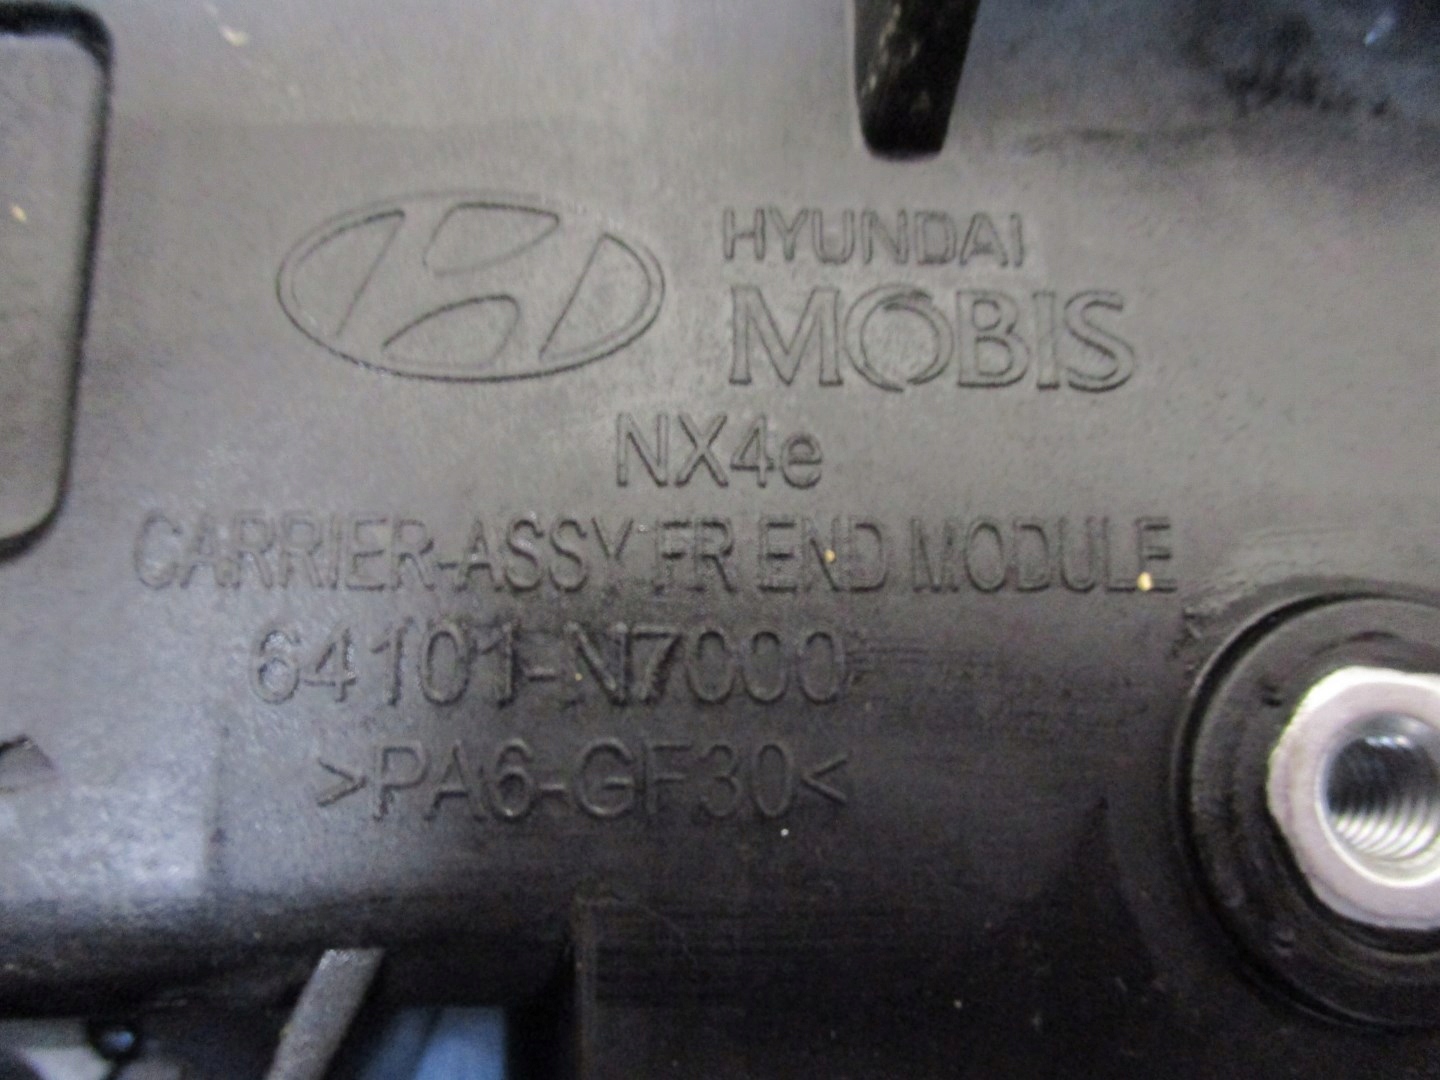 HYUNDAI
MOBIS
NX4e
CARRIER-ASSY FR END MODULE
64101-N7000
>PA6-GF30<